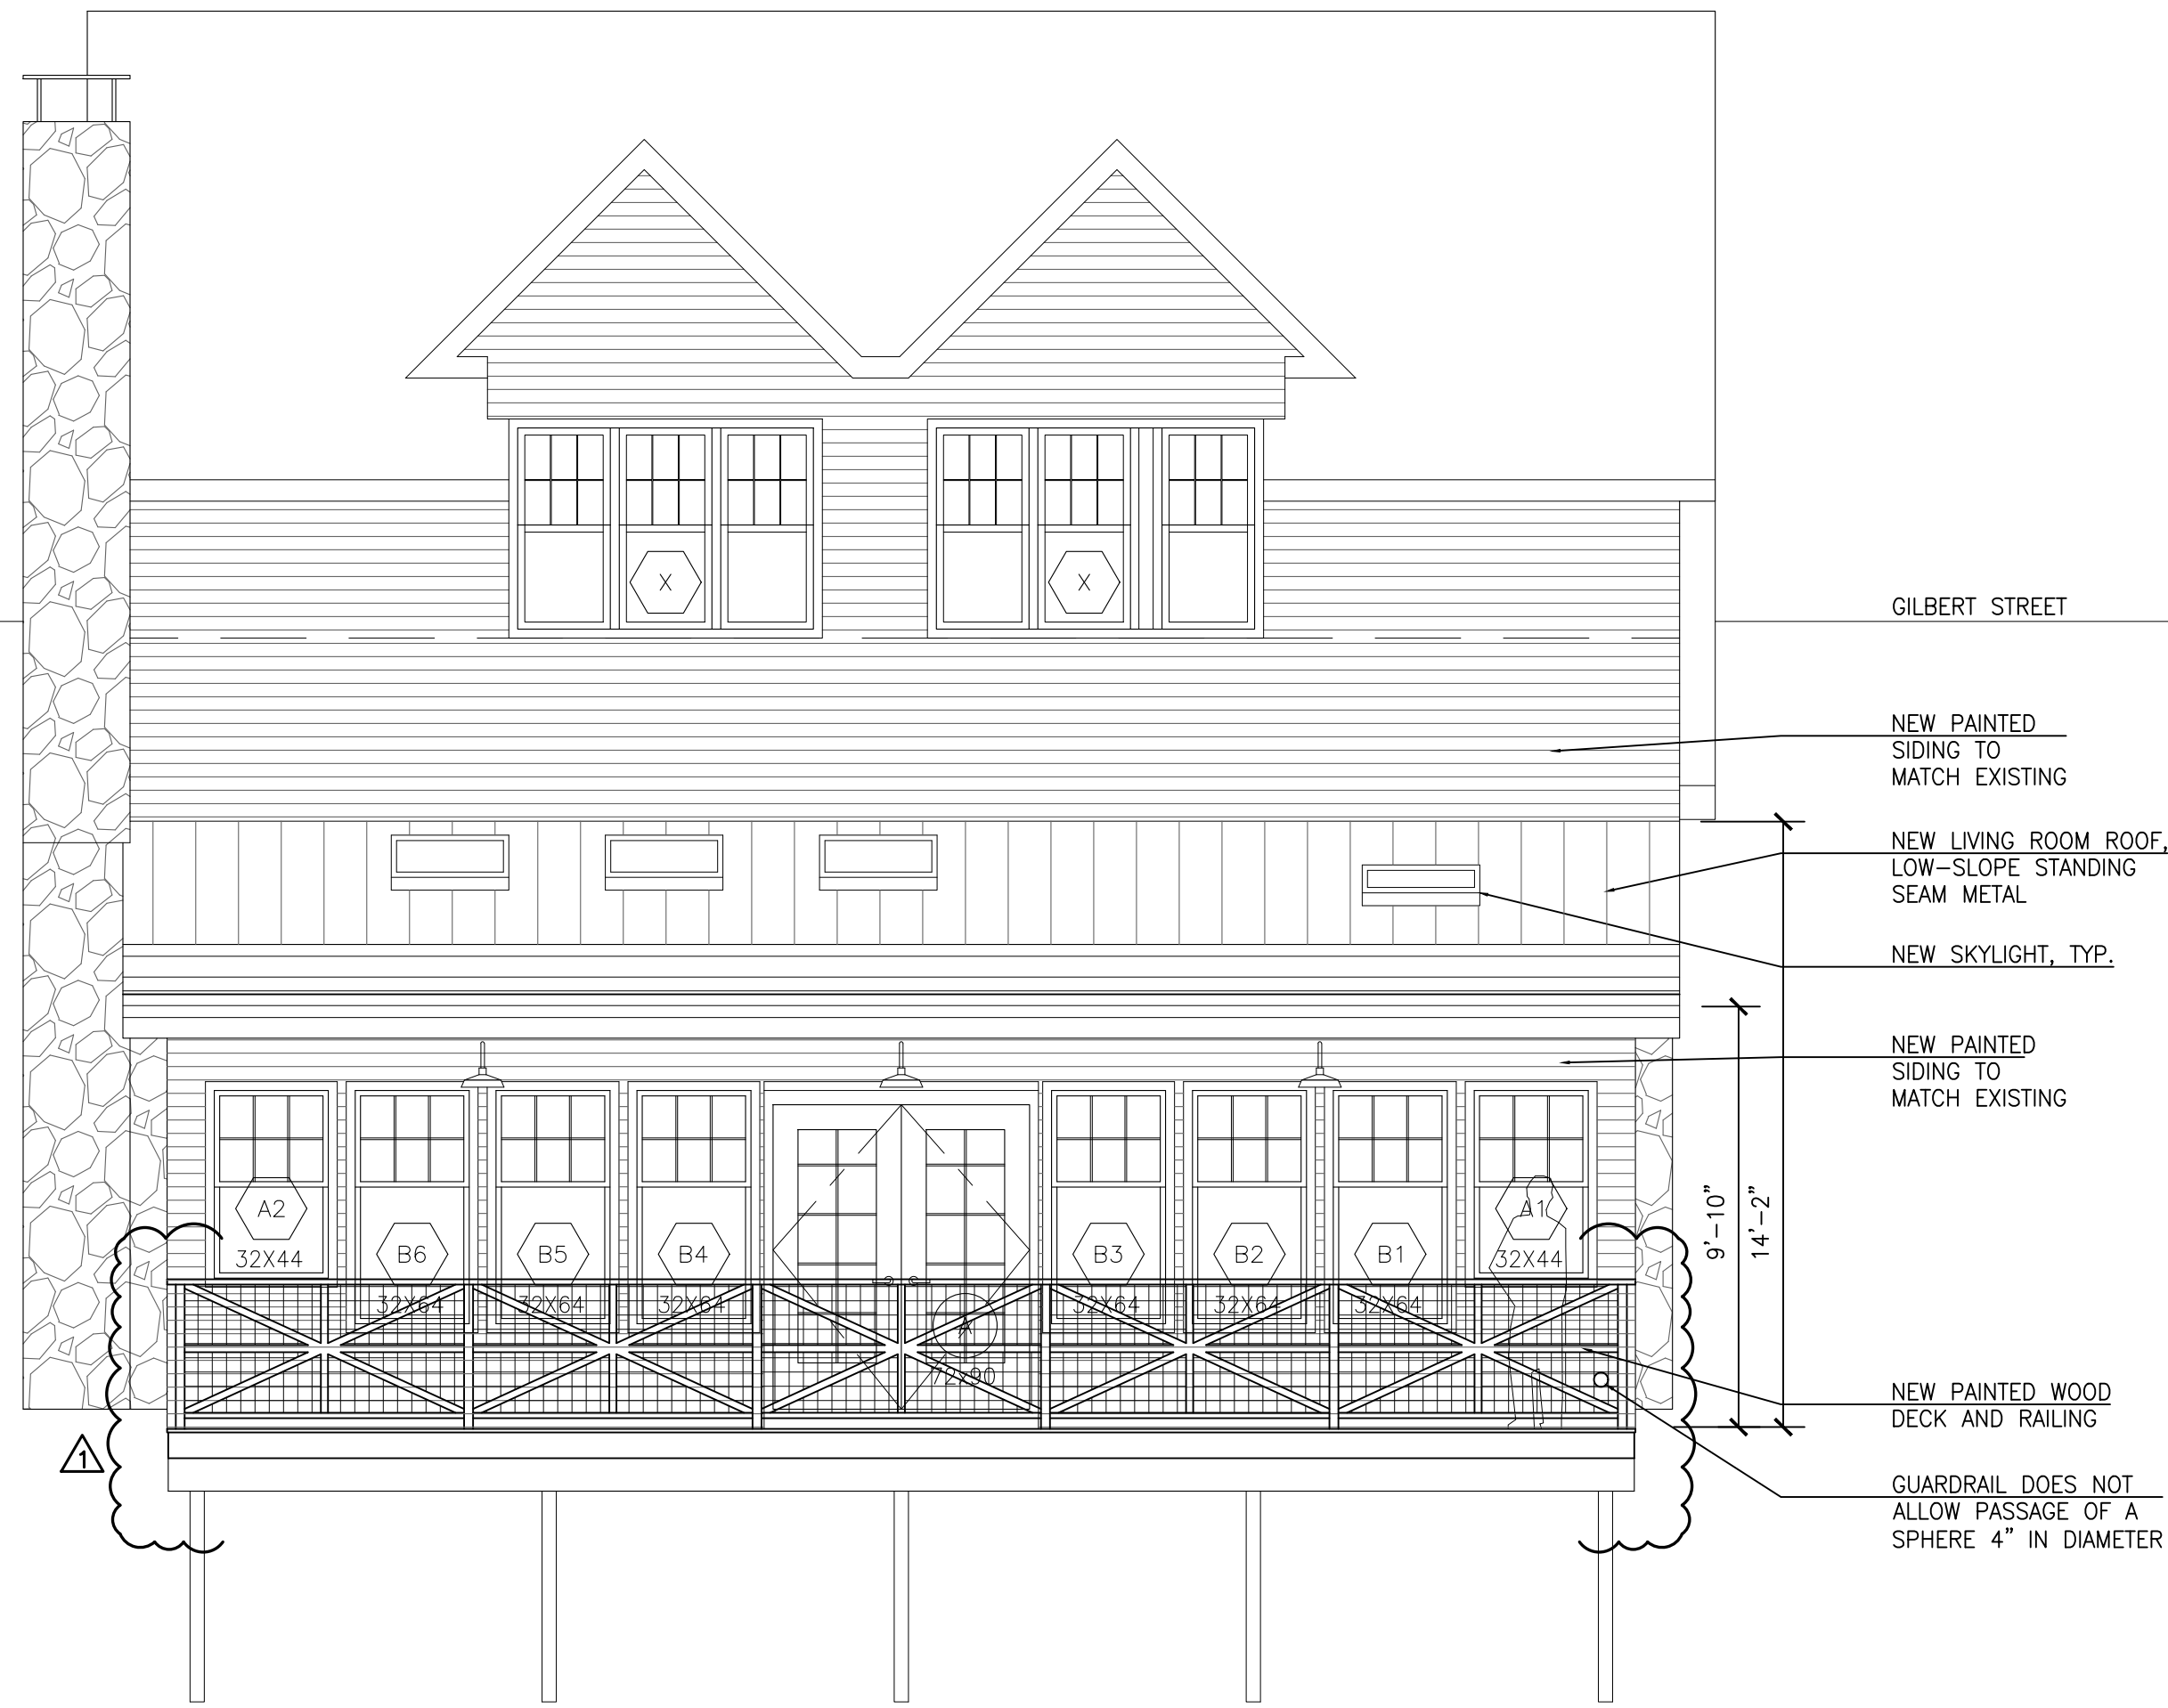 X
X
GILBERT STREET
NEW PAINTED
SIDING TO
MATCH EXISTING
NEW LIVING ROOM ROOF,
LOW-SLOPE STANDING
SEAM METAL
NEW SKYLIGHT, TYP.
NEW PAINTED
SIDING TO
MATCH EXISTING
9'-10"
14'-2"
A2
32X44
B6
32X64
B5
32X64
B4
32X64
A
72X90
B3
32X64
B2
32X64
B1
32X64
A1
32X44
NEW PAINTED WOOD
DECK AND RAILING
1
GUARDRAIL DOES NOT
ALLOW PASSAGE OF A
SPHERE 4" IN DIAMETER